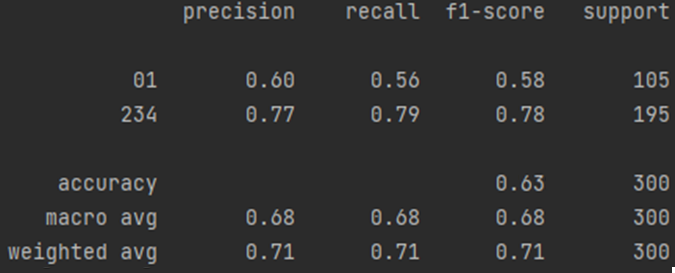 precision recall f1-score support
01 0.60 0.56 0.58 105
234 0.77 0.79 0.78 195
accuracy 0.63 300
macro avg 0.68 0.68 0.68 300
weighted avg 0.71 0.71 0.71 300